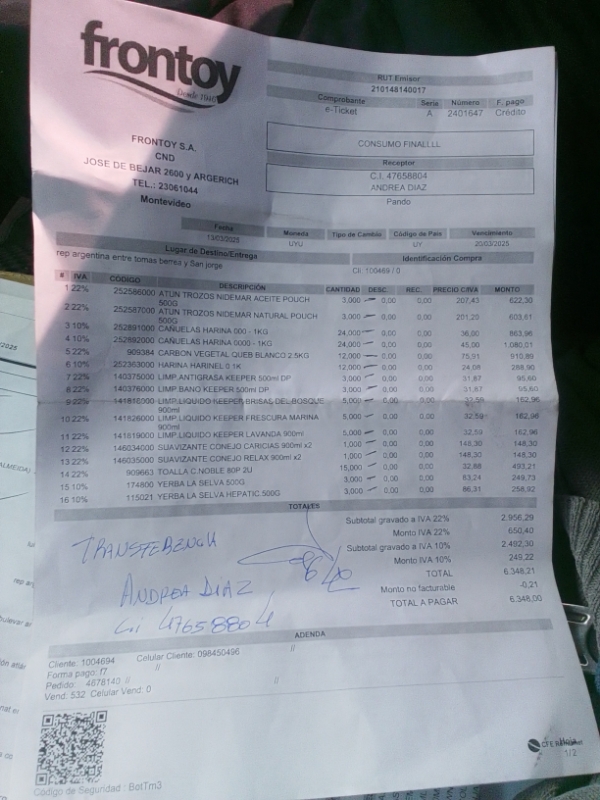 frontoy
Desde 1946
FRONTOY S.A.
CND
JOSE DE BEJAR 2600 y ARGERICH
TEL.: 23061044
Montevideo
RUT Emisor
210148140017
Comprobante Serie Número F. pago
e-Ticket A 2401647 Crédito
CONSUMO FINALLLL
Receptor
C.I. 47658804
ANDREA DIAZ
Pando
Fecha Moneda Tipo de Cambio Código de País Vencimiento
13/03/2025 UYU UY 20/03/2025
Lugar de Destino/Entrega Identificación Compra
rep argentina entre tomas berreta y San jorge Cli. 100469 / 0
# IVA CÓDIGO DESCRIPCIÓN CANTIDAD DESC. REC. PRECIO C/IVA MONTO
1 22% 252586000 ATUN TROZOS NIDEMAR ACEITE POUCH 3,000 0,00 0,00 207,43 622,30
500G
2 22% 252587000 ATUN TROZOS NIDEMAR NATURAL POUCH 3,000 0,00 0,00 201,20 603,61
500G
3 10% 252891000 CAÑUELAS HARINA 000 - 1KG 24,000 0,00 0,00 36,00 863,96
4 10% 252892000 CAÑUELAS HARINA 0000 - 1KG 24,000 0,00 0,00 45,00 1.080,01
5 22% 909384 CARBON VEGETAL QUEB BLANCO 2.5KG 12,000 0,00 0,00 75,91 910,89
6 10% 252363000 HARINA HARINEL 0 1K 12,000 0,00 0,00 24,08 288,96
7 22% 140375000 LIMP.ANTIGRASA KEEPER 500ml DP 3,000 0,00 0,00 31,87 95,60
8 22% 140376000 LIMP.BAÑO KEEPER 500ml DP 3,000 0,00 0,00 31,87 95,60
9 22% 141816000 LIMP.LIQUIDO KEEPER BRISAS DEL BOSQUE 5,000 0,00 0,00 32,59 162,96
900ml
10 22% 141826000 LIMP.LIQUIDO KEEPER FRESCURA MARINA 5,000 0,00 0,00 32,59 162,96
900ml
11 22% 141819000 LIMP.LIQUIDO KEEPER LAVANDA 900ml 5,000 0,00 0,00 32,59 162,96
12 22% 146034000 SUAVIZANTE CONEJO CARICIAS 900ml x2 1,000 0,00 0,00 148,30 148,30
13 22% 146035000 SUAVIZANTE CONEJO RELAX 900ml x2 1,000 0,00 0,00 148,30 148,30
14 22% 909663 TOALLA C.NOBLE 80P 2U 15,000 0,00 0,00 32,88 493,21
15 10% 174800 YERBA LA SELVA 500G 3,000 0,00 0,00 83,24 249,73
16 10% 115021 YERBA LA SELVA HEPATIC 500G 3,000 0,00 0,00 86,31 258,92
TOTALES
Subtotal gravado a IVA 22% 2.956,29
Monto IVA 22% 650,40
Subtotal gravado a IVA 10% 2.492,30
Monto IVA 10% 249,22
TOTAL 6.348,21
Monto no facturable -0,21
TOTAL A PAGAR 6.348,00
ANDREA DIAZ
Ci 47658804
ADENDA
Cliente: 1004694 Celular Cliente: 098450496 //
Forma pago: f7 //
Pedido: 4678140 // //
Vend: 532 Celular Vend: 0
Código de Seguridad : BotTm3
Hoja
1/2